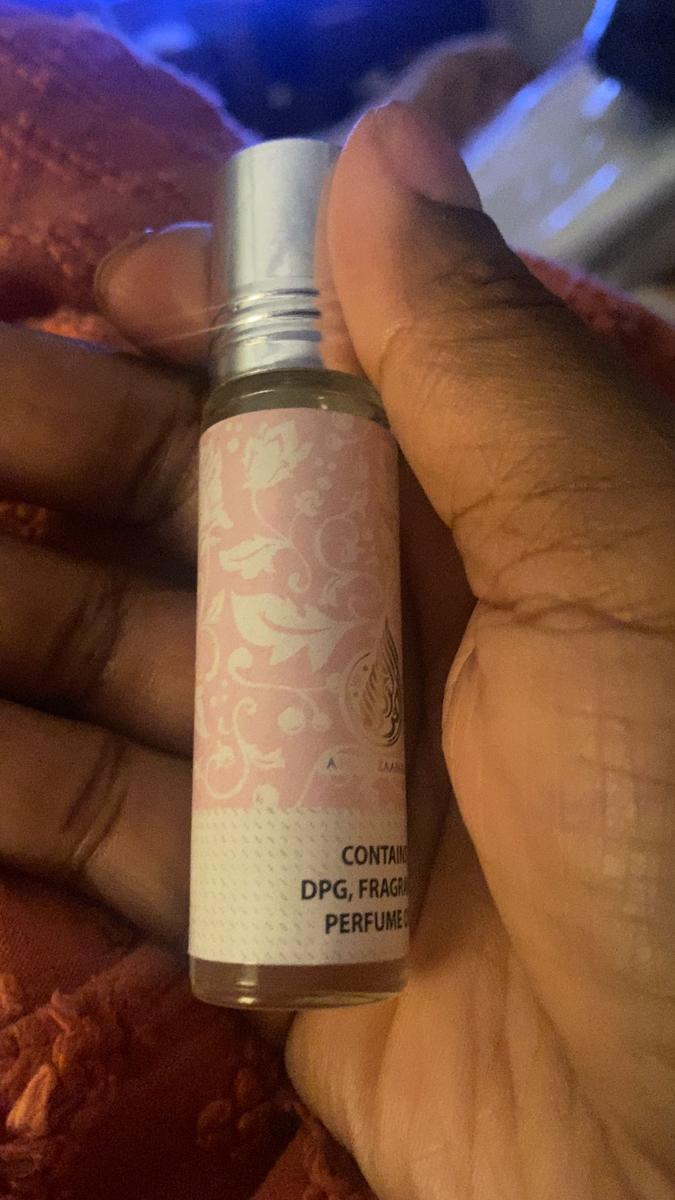 A
CONTAIN
DPG, FRAGRA
PERFUME